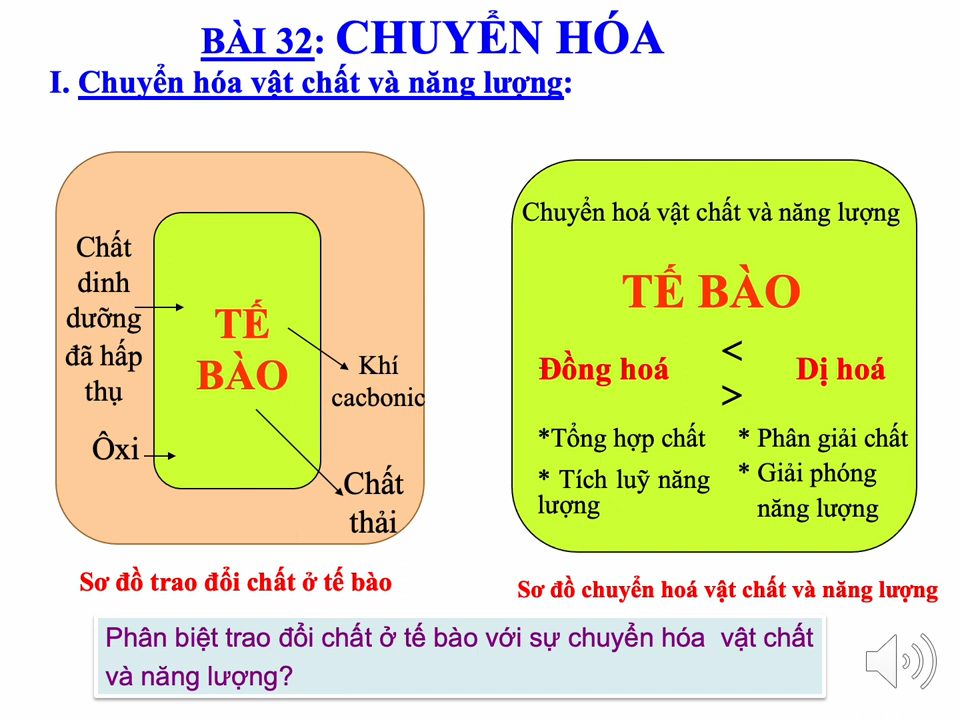 BÀI 32: CHUYỂN HÓA
I. Chuyển hóa vật chất và năng lượng:
Chất
dinh
dưỡng
đã hấp
thụ
Ôxi
TẾ
BÀO
Khí
cacbonic
Chất
thải
Sơ đồ trao đổi chất ở tế bào
Chuyển hoá vật chất và năng lượng
TẾ BÀO
Đồng hoá
<
>
Dị hoá
*Tổng hợp chất
* Tích luỹ năng
lượng
* Phân giải chất
* Giải phóng
năng lượng
Sơ đồ chuyển hoá vật chất và năng lượng
Phân biệt trao đổi chất ở tế bào với sự chuyển hóa vật chất
và năng lượng?